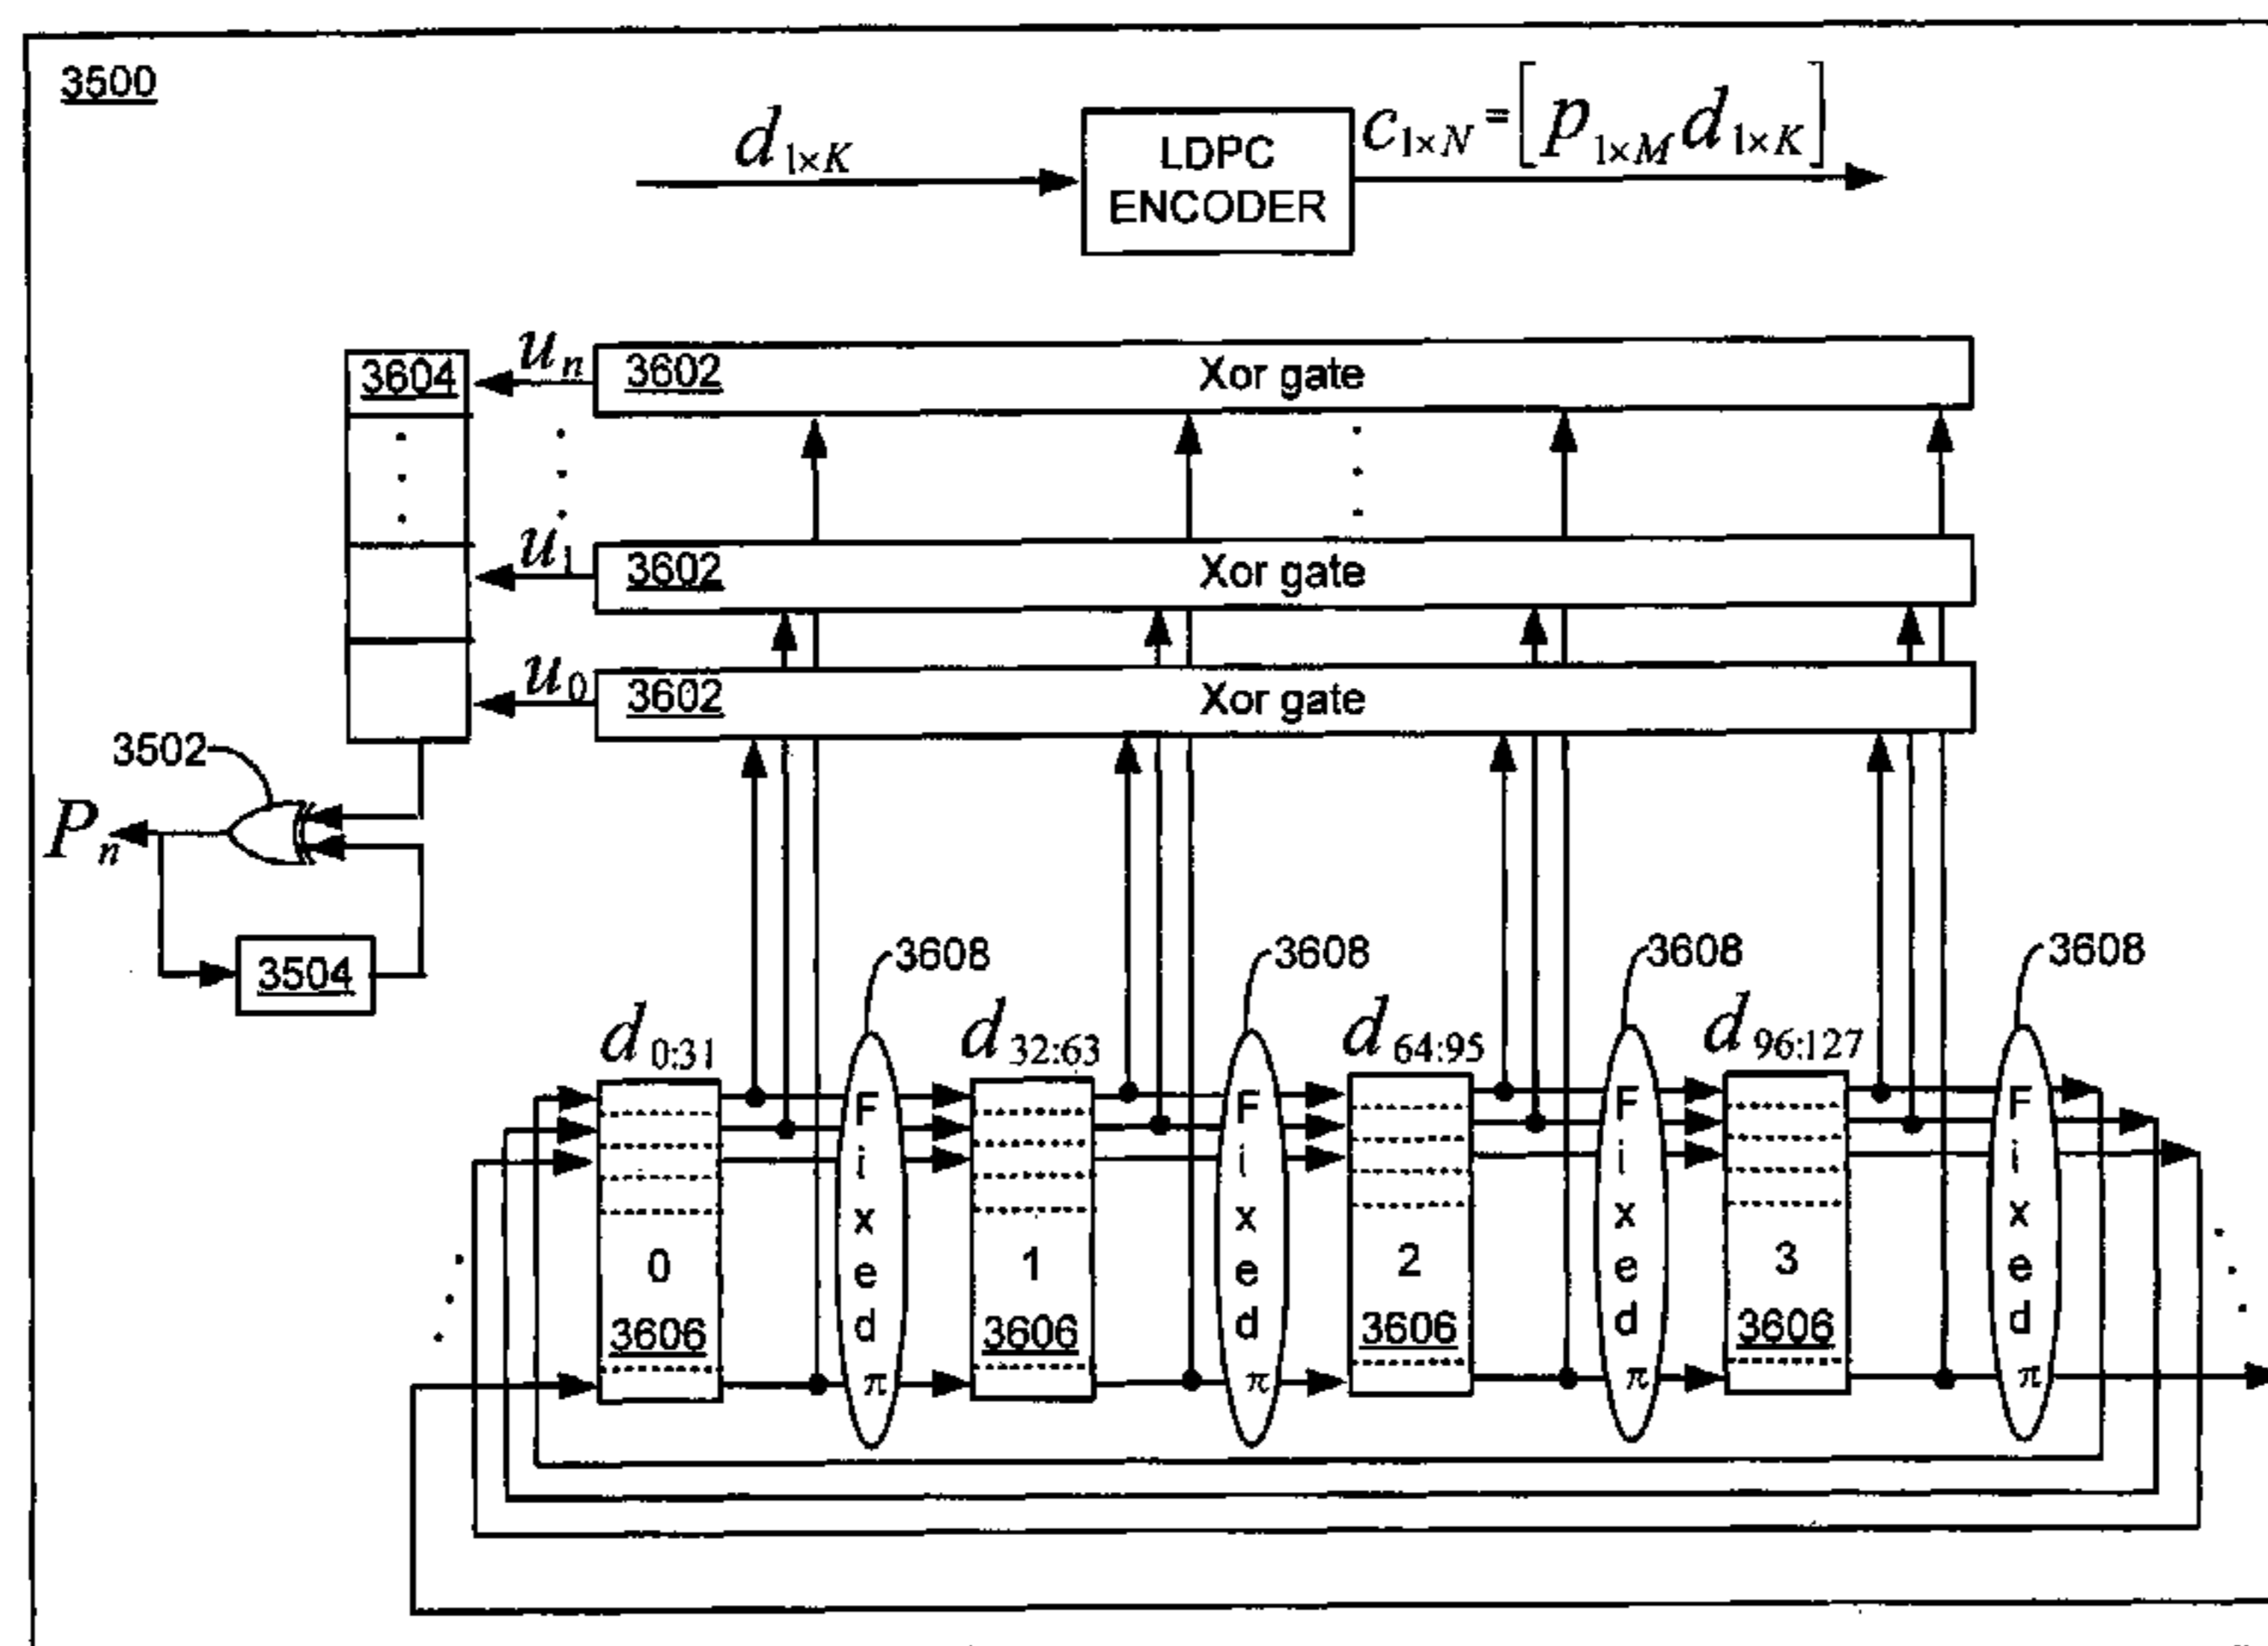 3500
d1×K
LDPC
ENCODER
c1×N = [p1×M d1×K]
3604
un
3602
Xor gate
u1
3602
Xor gate
u0
3602
Xor gate
3502
Pn
3504
3608
3608
3608
3608
d0:31
d32:63
d64:95
d96:127
Fixed π
Fixed π
Fixed π
Fixed π
0
1
2
3
3606
3606
3606
3606